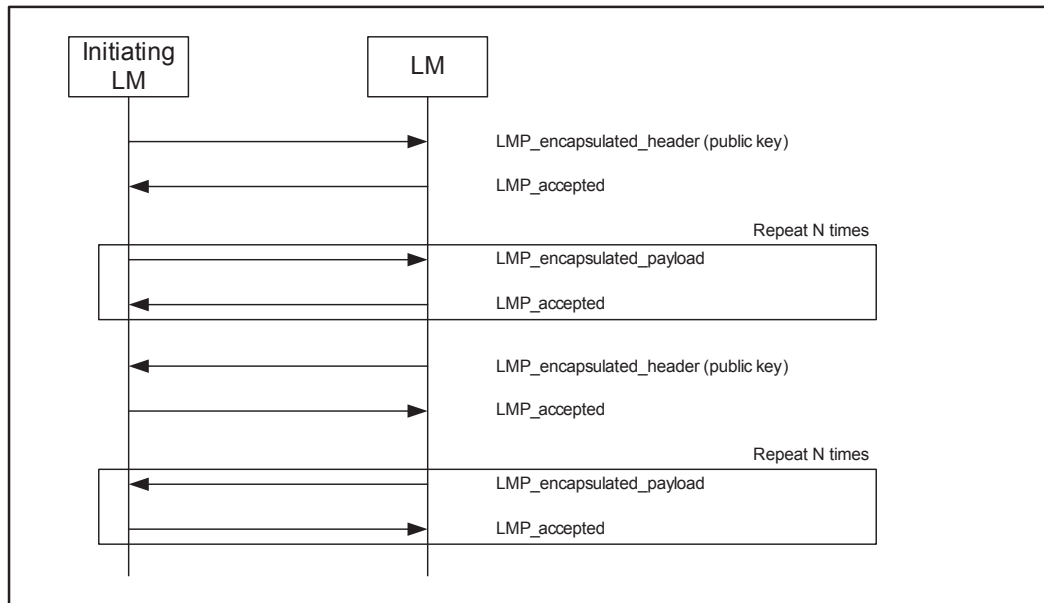 Initiating
LM
LM
LMP_encapsulated_header (public key)
LMP_accepted
Repeat N times
LMP_encapsulated_payload
LMP_accepted
LMP_encapsulated_header (public key)
LMP_accepted
Repeat N times
LMP_encapsulated_payload
LMP_accepted